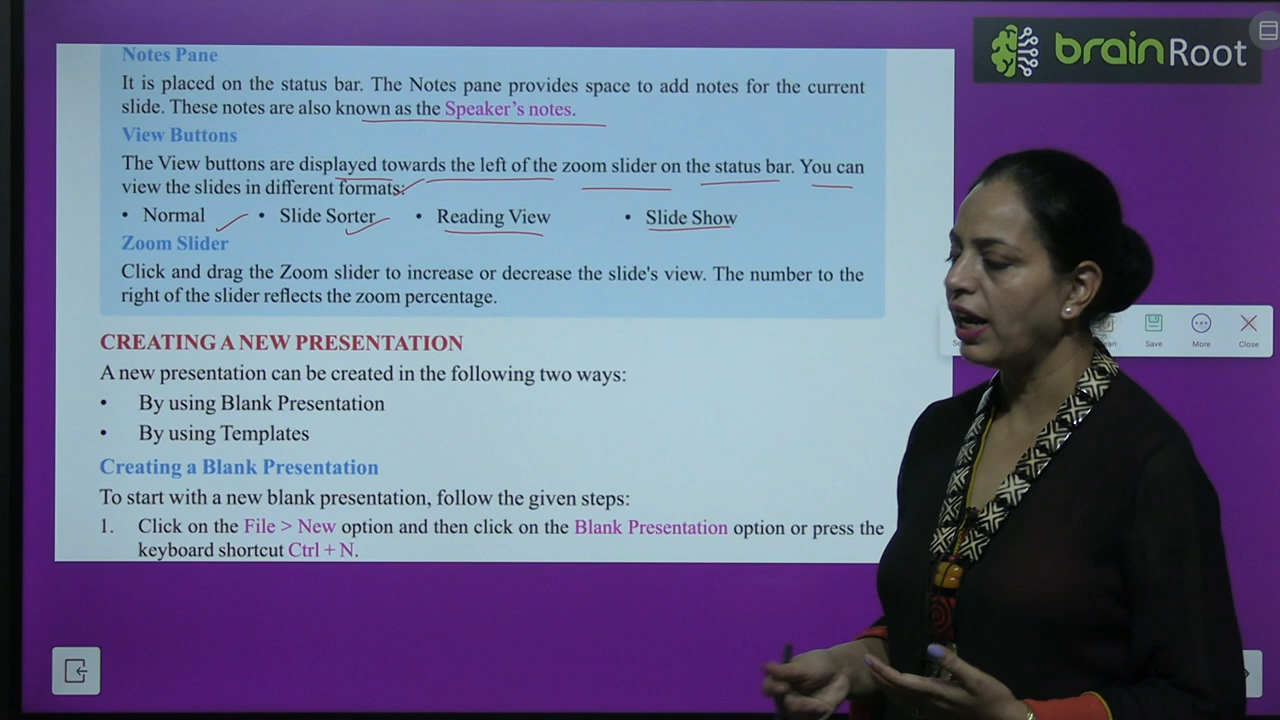 brainRoot
Notes Pane
It is placed on the status bar. The Notes pane provides space to add notes for the current
slide. These notes are also known as the Speaker's notes.
View Buttons
The View buttons are displayed towards the left of the zoom slider on the status bar. You can
view the slides in different formats:
• Normal • Slide Sorter • Reading View • Slide Show
Zoom Slider
Click and drag the Zoom slider to increase or decrease the slide's view. The number to the
right of the slider reflects the zoom percentage.
Save More Close
CREATING A NEW PRESENTATION
A new presentation can be created in the following two ways:
• By using Blank Presentation
• By using Templates
Creating a Blank Presentation
To start with a new blank presentation, follow the given steps:
1. Click on the File > New option and then click on the Blank Presentation option or press the
keyboard shortcut Ctrl + N.